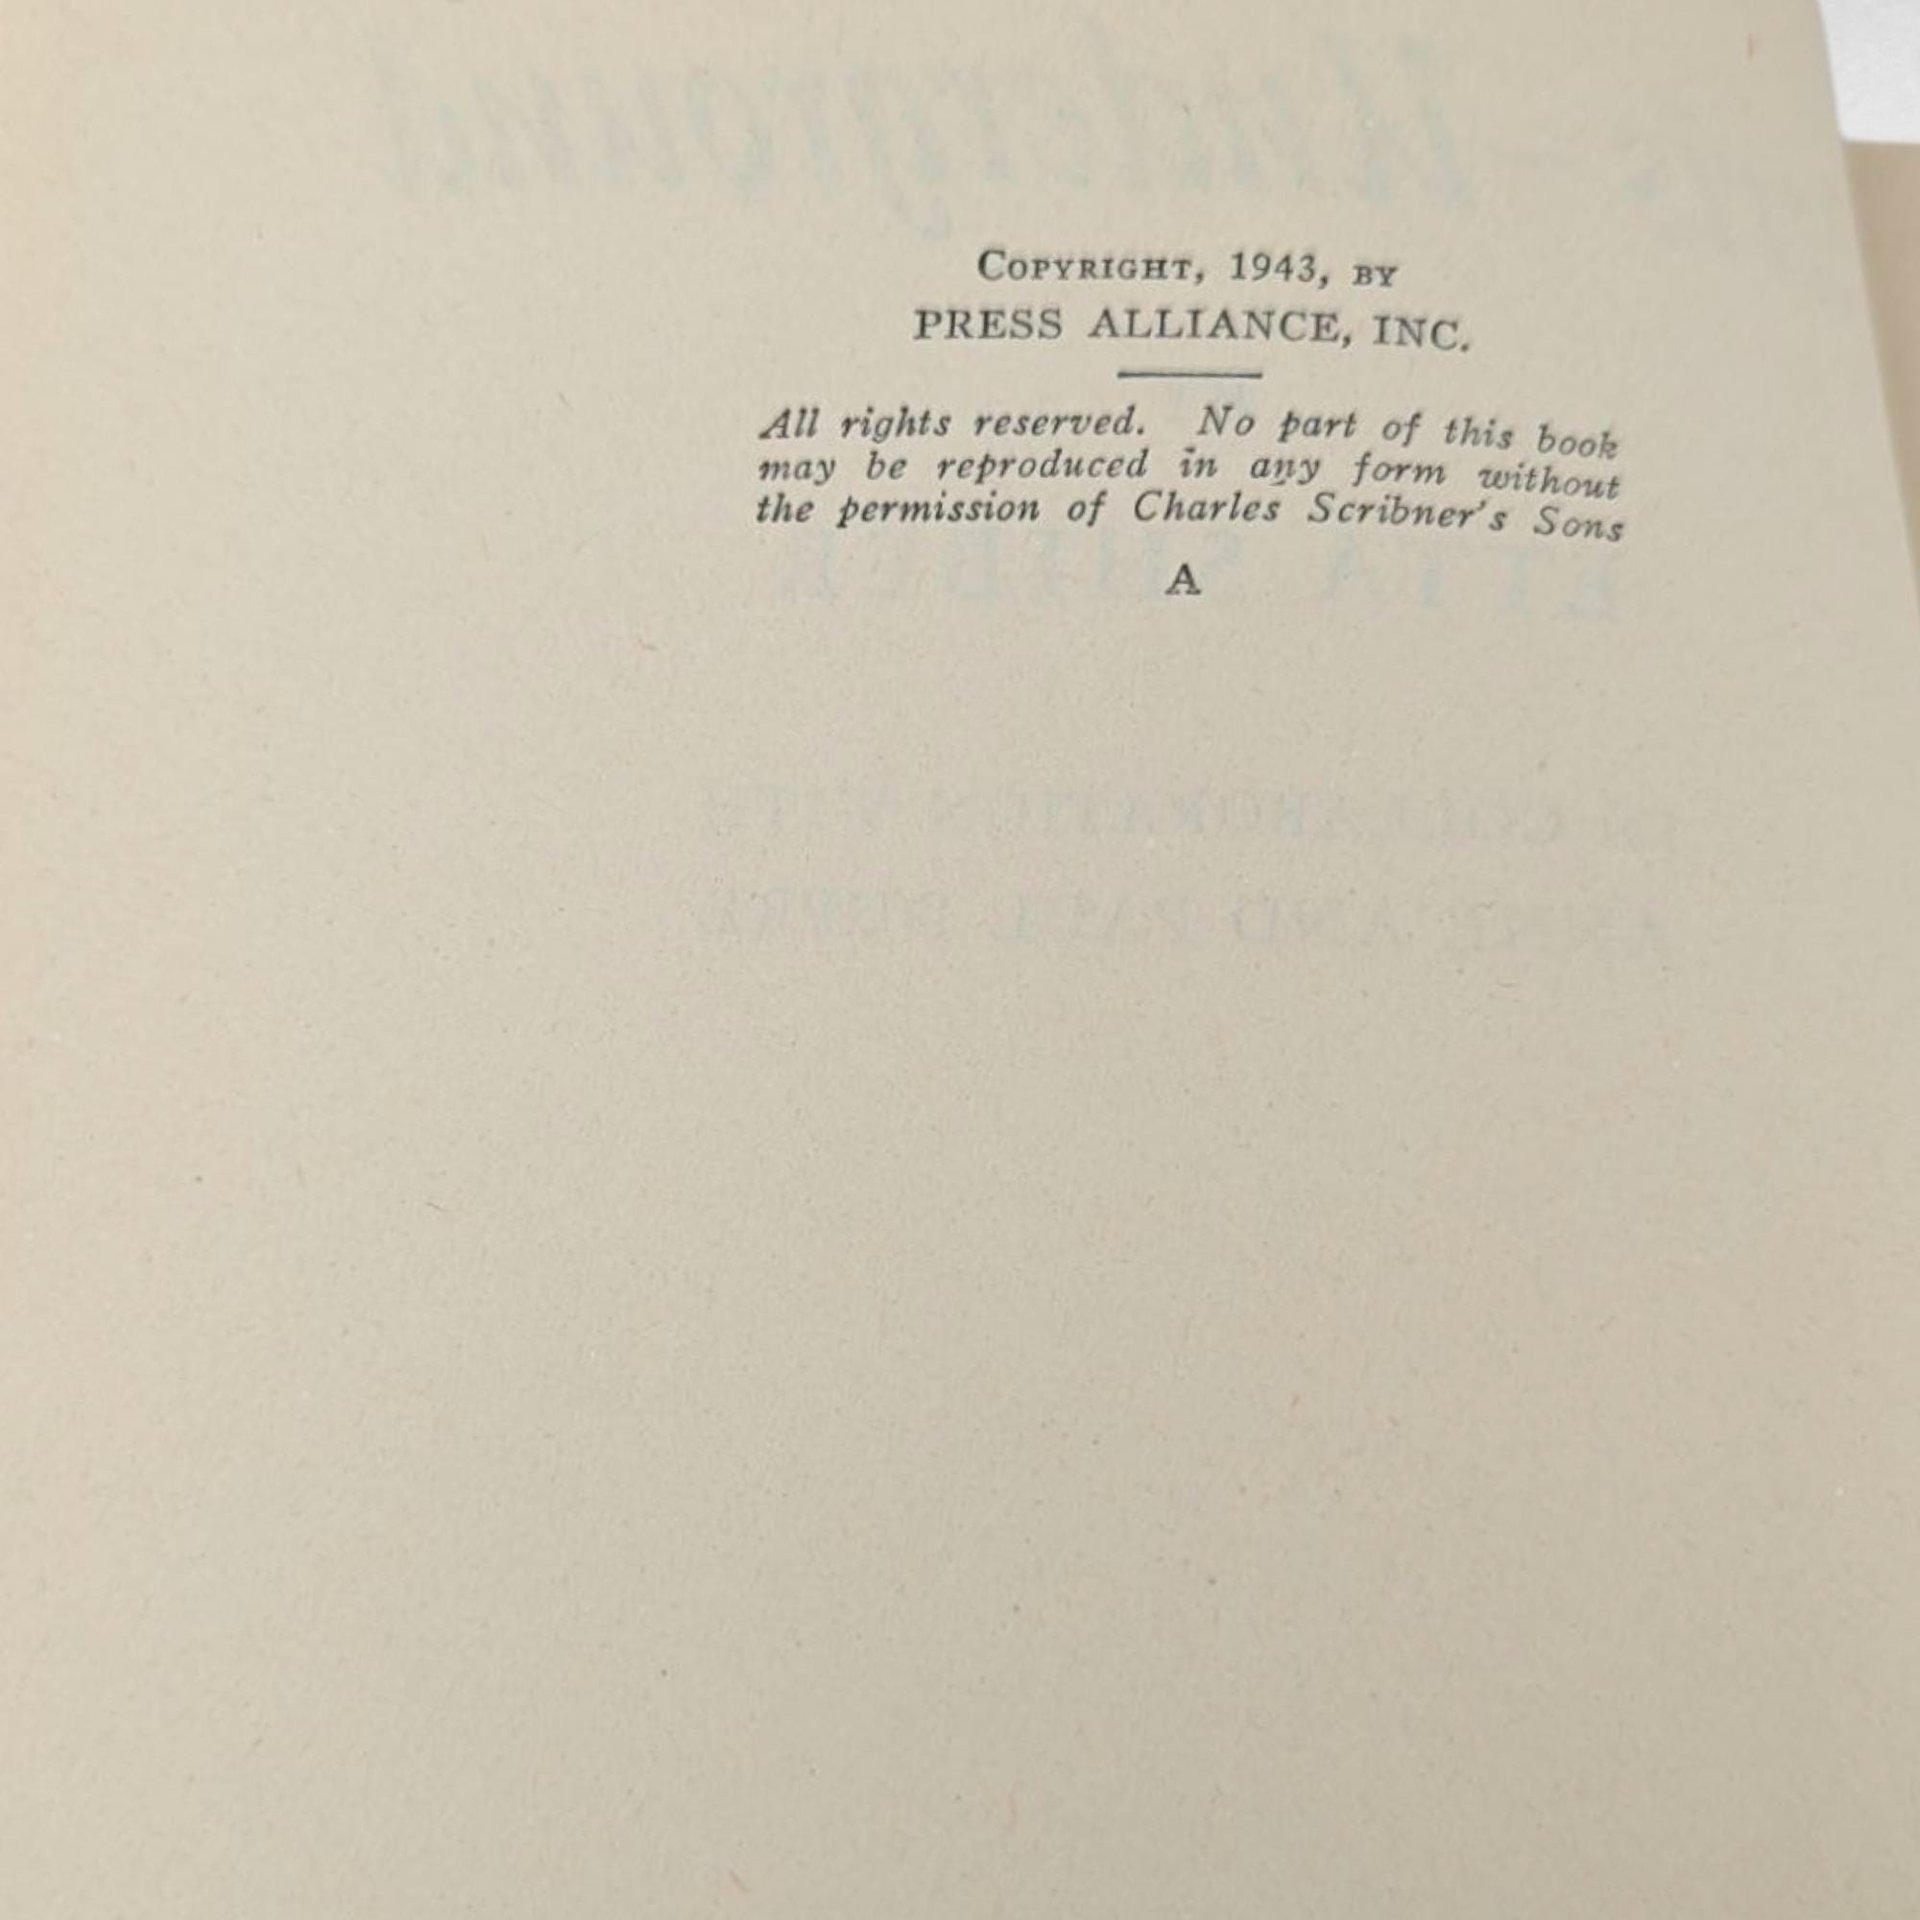 COPYRIGHT, 1943, BY
PRESS ALLIANCE, INC.
All rights reserved. No part of this book
may be reproduced in any form without
the permission of Charles Scribner's Sons
A